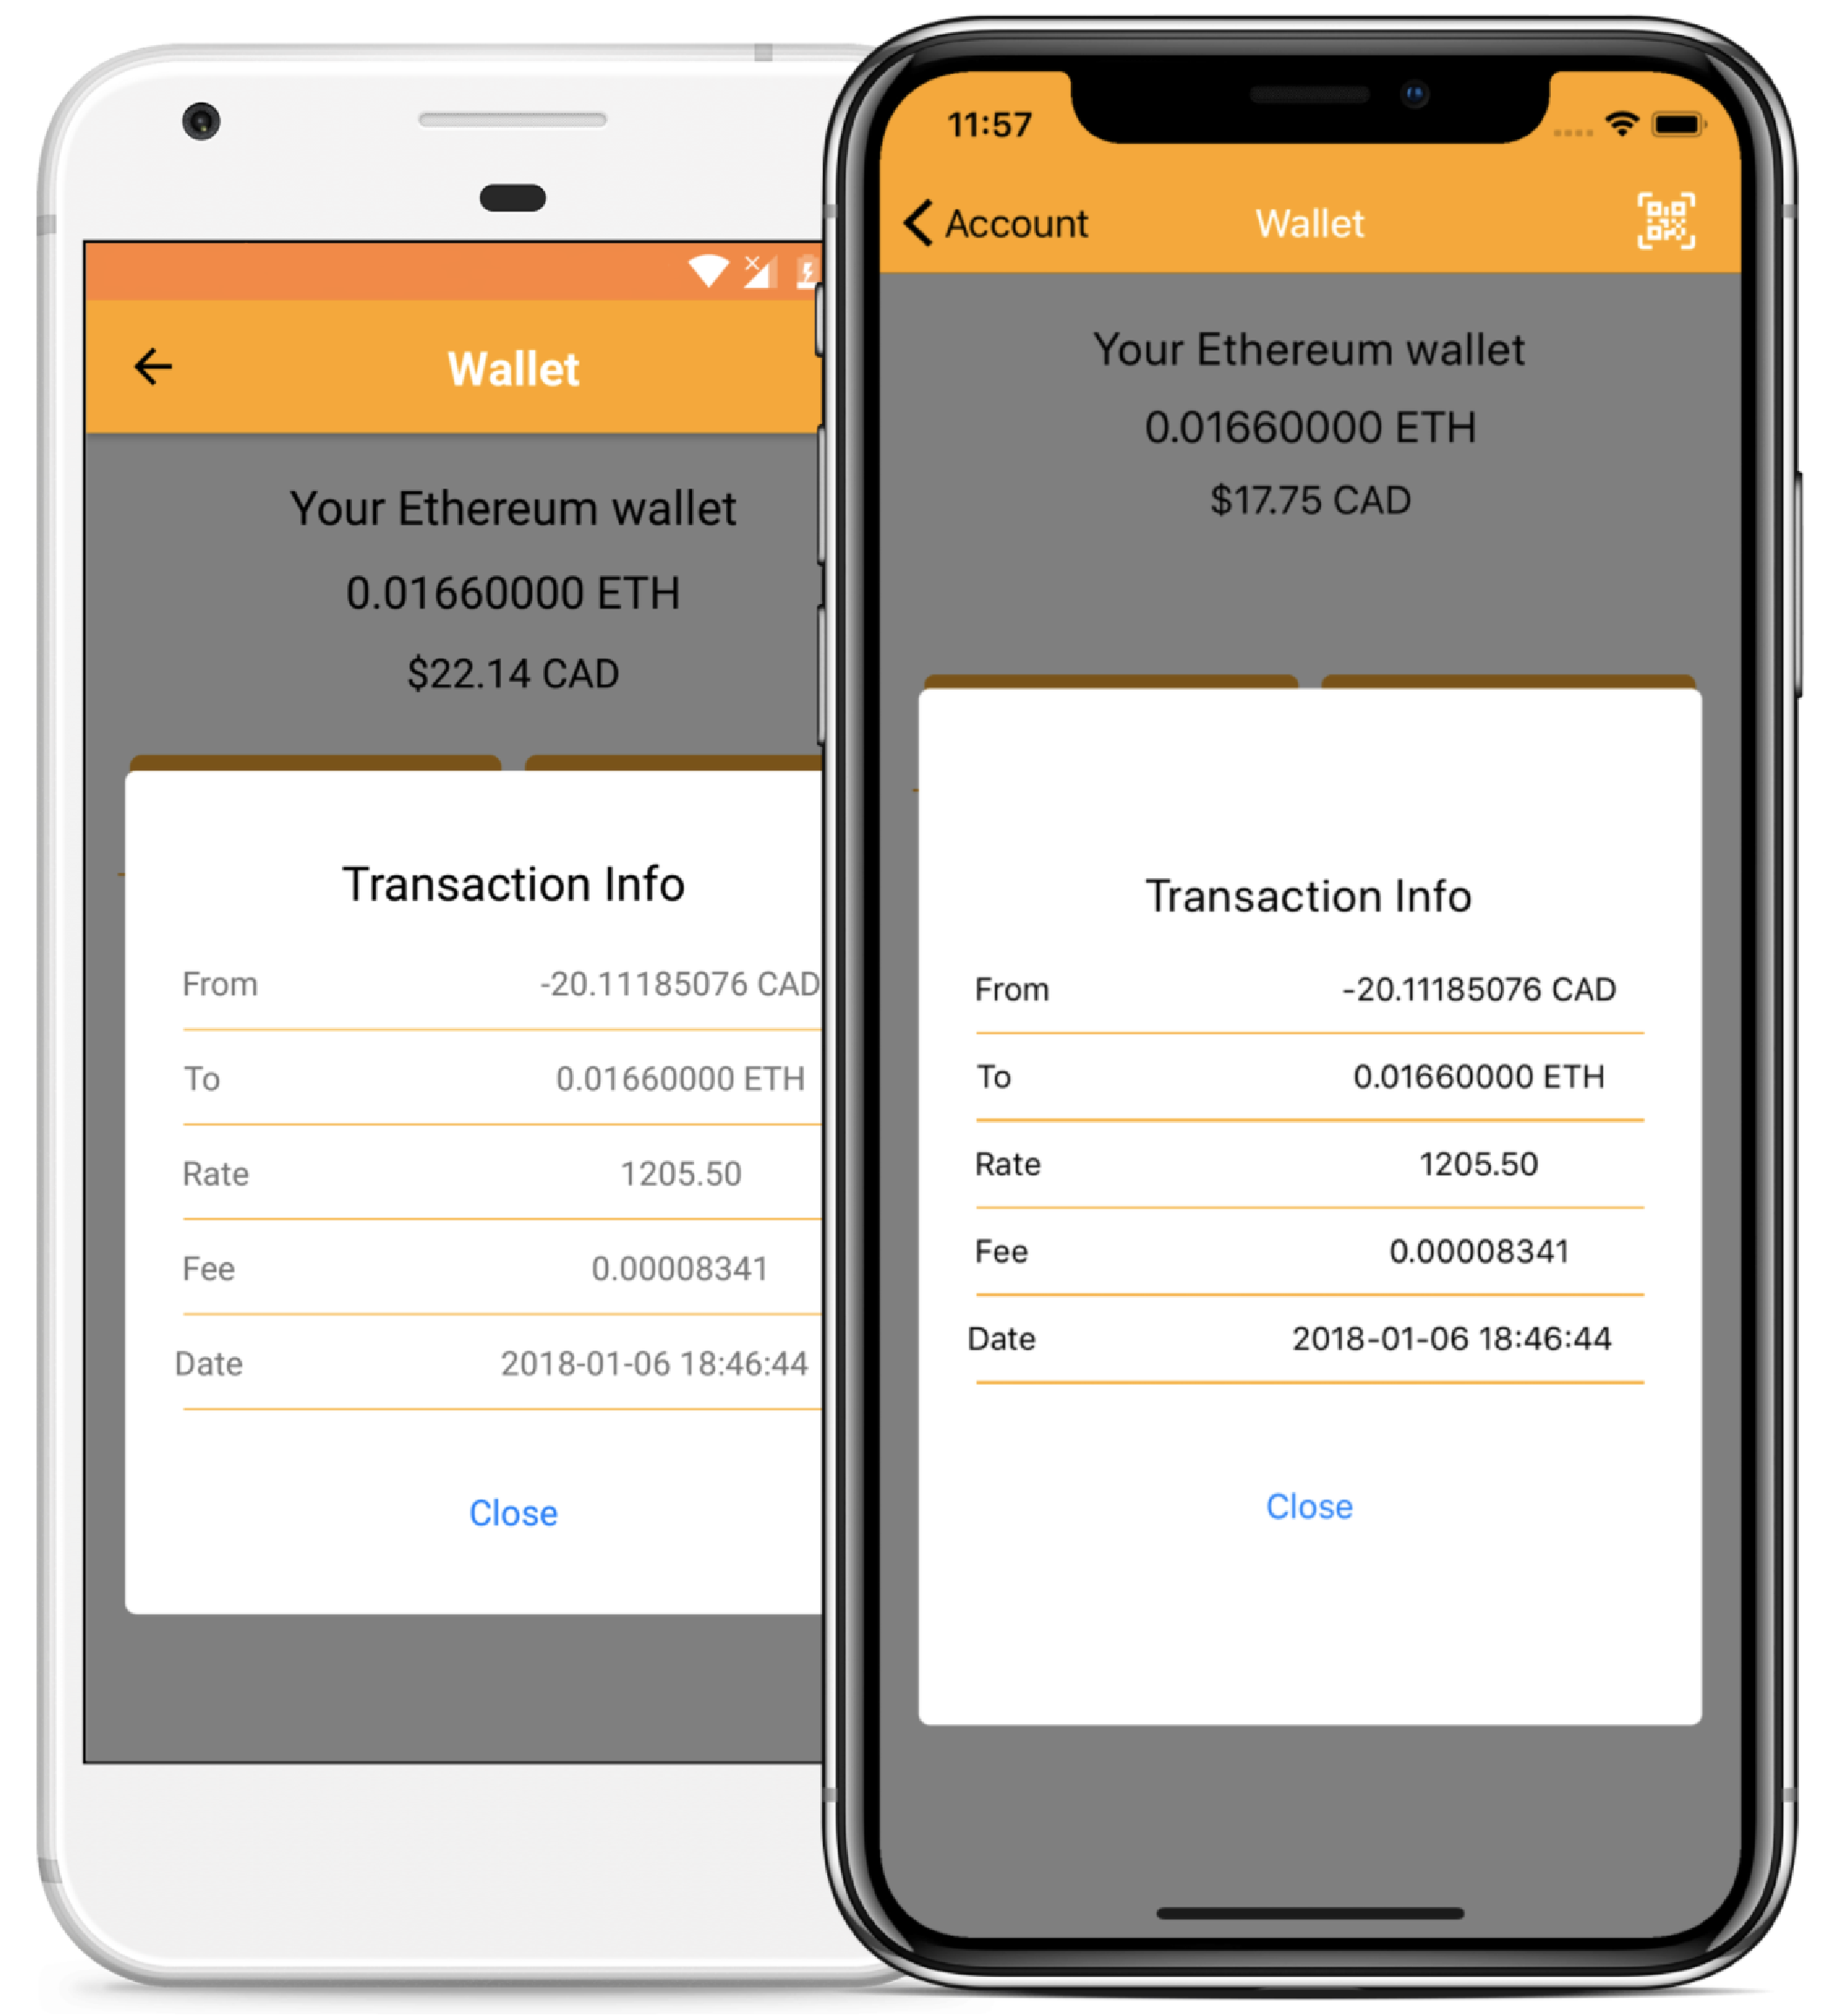 Wallet
Your Ethereum wallet
0.01660000 ETH
$22.14 CAD
Transaction Info
From -20.11185076 CAD
To 0.01660000 ETH
Rate 1205.50
Fee 0.00008341
Date 2018-01-06 18:46:44
Close
11:57
Account Wallet
Your Ethereum wallet
0.01660000 ETH
$17.75 CAD
Transaction Info
From -20.11185076 CAD
To 0.01660000 ETH
Rate 1205.50
Fee 0.00008341
Date 2018-01-06 18:46:44
Close